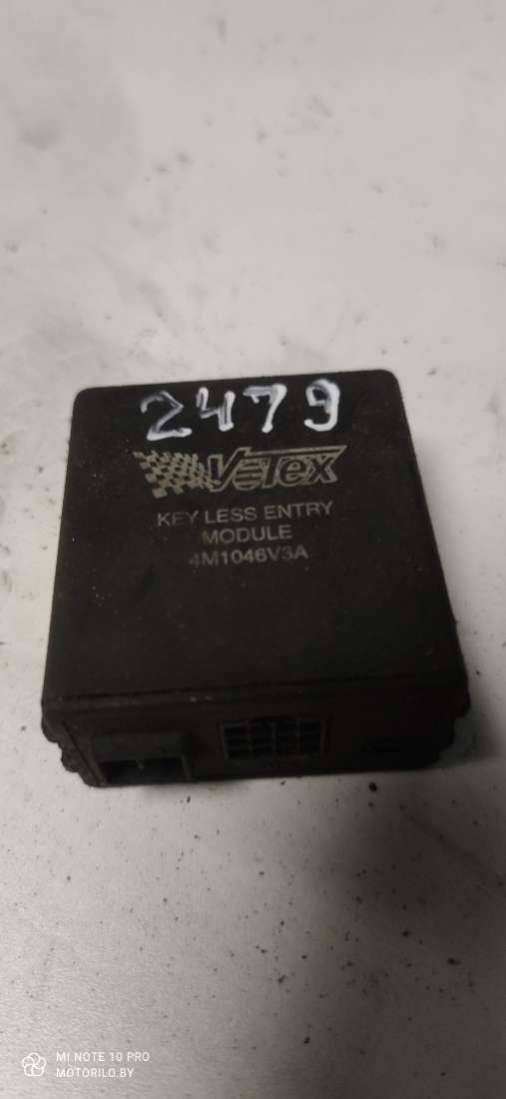 2479
VeTex
KEY LESS ENTRY
MODULE
4M1046V3A
MI NOTE 10 PRO
MOTORILO.BY